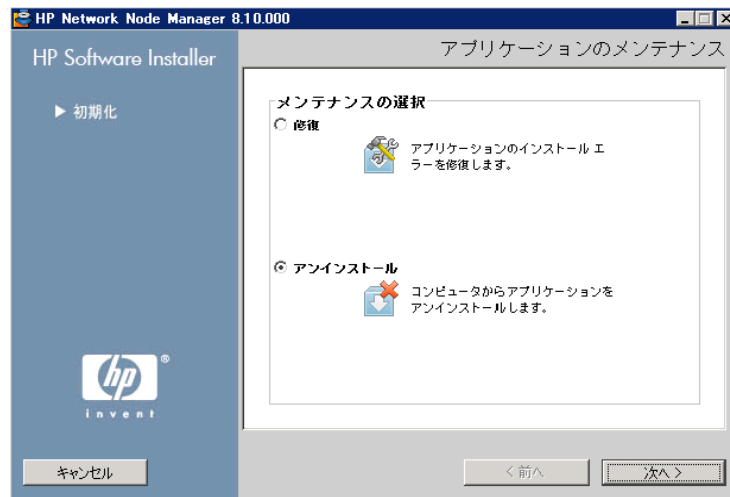 HP Network Node Manager 8.10.000
HP Software Installer
アプリケーションのメンテナンス
▶ 初期化
メンテナンスの選択
修復
アプリケーションのインストール エ
ラーを修復します。
アンインストール
コンピュータからアプリケーションを
アンインストールします。
hp ®
invent
キャンセル
< 前へ
次へ >